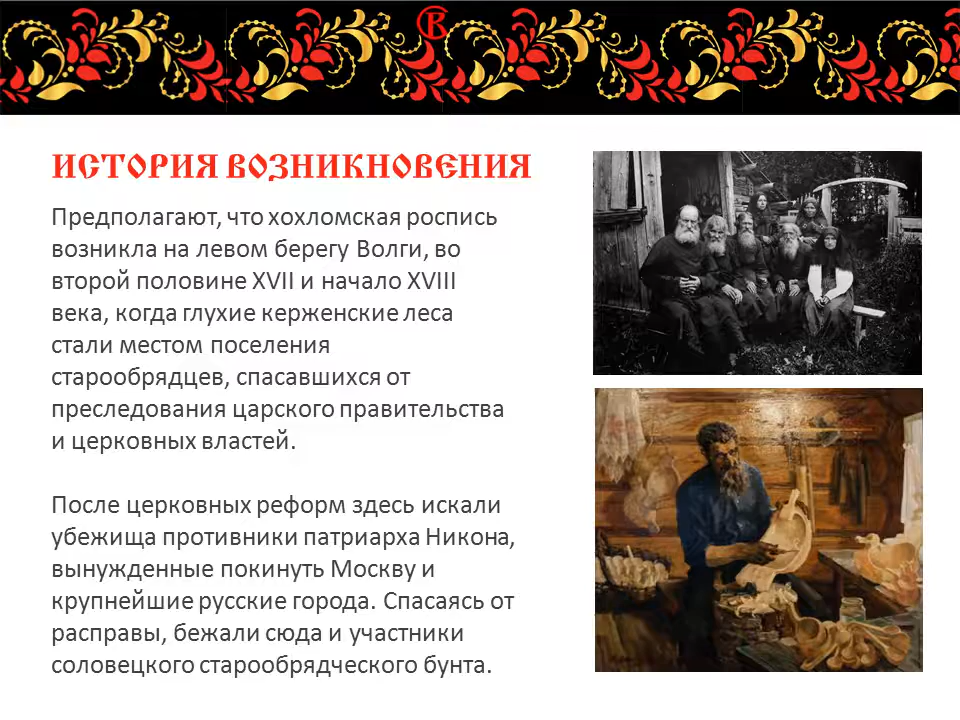 ИСТОРИЯ ВОЗНИКНОВЕНИЯ
Предполагают, что хохломская роспись
возникла на левом берегу Волги, во
второй половине XVII и начало XVIII
века, когда глухие керженские леса
стали местом поселения
старообрядцев, спасавшихся от
преследования царского правительства
и церковных властей.
После церковных реформ здесь искали
убежища противники патриарха Никона,
вынужденные покинуть Москву и
крупнейшие русские города. Спасаясь от
расправы, бежали сюда и участники
соловецкого старообрядческого бунта.